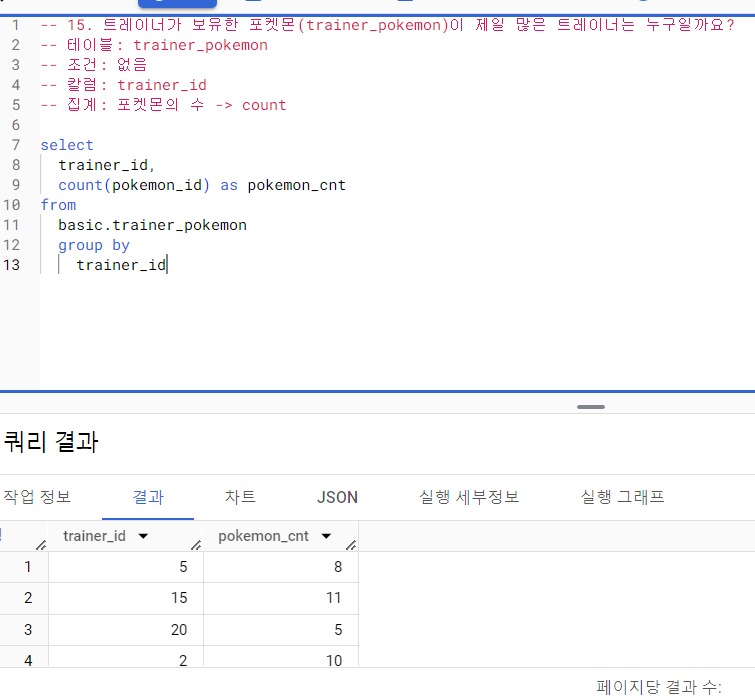 1 -- 15. 트레이너가 보유한 포켓몬(trainer_pokemon)이 제일 많은 트레이너는 누구일까요?
2 -- 테이블: trainer_pokemon
3 -- 조건: 없음
4 -- 칼럼: trainer_id
5 -- 집계: 포켓몬의 수 -> count
6
7 select
8 trainer_id,
9 count(pokemon_id) as pokemon_cnt
10 from
11 basic.trainer_pokemon
12 group by
13 trainer_id
쿼리 결과
작업 정보 결과 차트 JSON 실행 세부정보 실행 그래프
trainer_id pokemon_cnt
1 5 8
2 15 11
3 20 5
4 2 10
페이지당 결과 수: